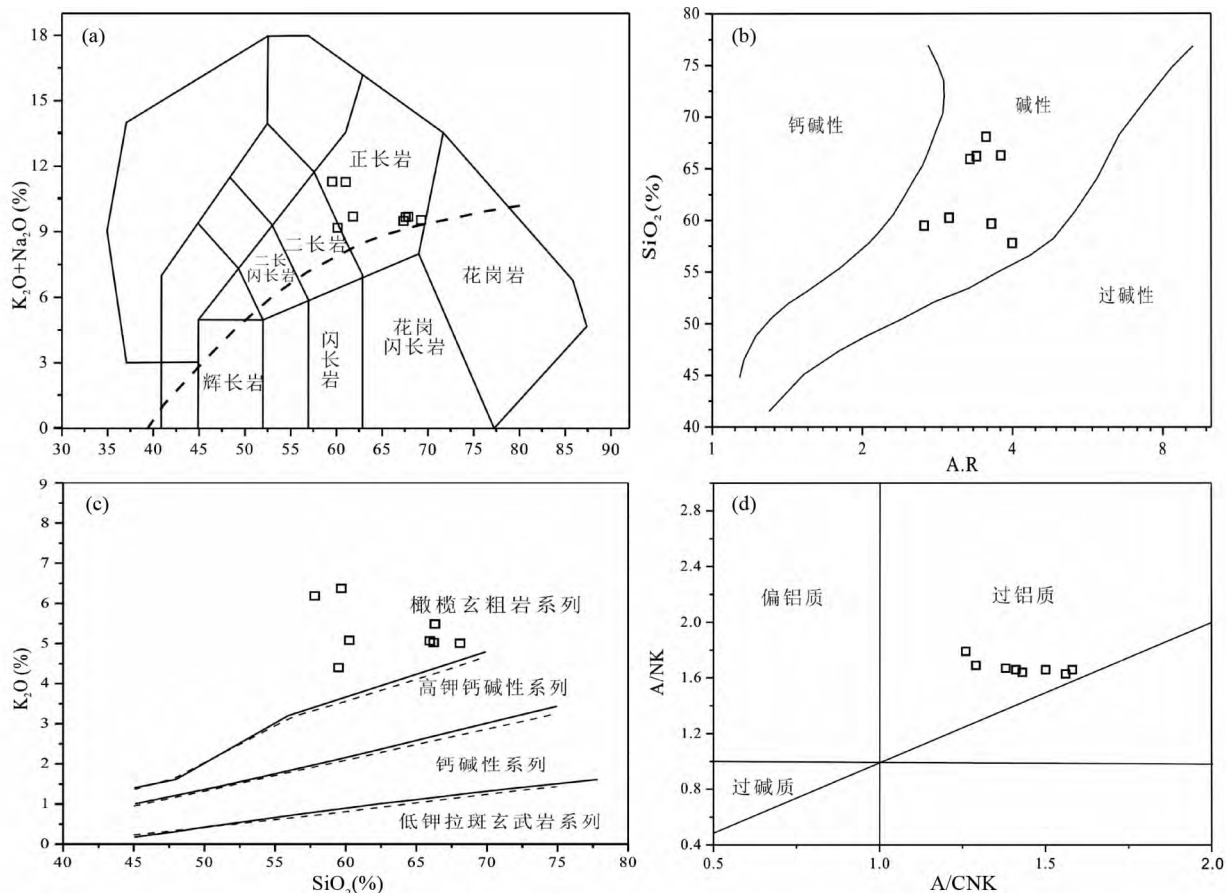 (a)
18
15
12
9
6
3
0
K₂O+Na₂O (%)
正长岩
二长岩
二长
闪长岩
花岗岩
花岗
闪长岩
闪
长
岩
辉长岩
30 35 40 45 50 55 60 65 70 75 80 85 90
(b)
80
75
70
65
60
55
50
45
40
SiO₂(%)
钙碱性
碱性
过碱性
1 2 4 8
A.R
(c)
9
8
7
6
5
4
3
2
1
0
K₂O (%)
橄榄玄粗岩系列
高钾钙碱性系列
钙碱性系列
低钾拉斑玄武岩系列
40 45 50 55 60 65 70 75 80
SiO₂(%)
(d)
2.8
2.4
2.0
1.6
1.2
0.8
0.4
A/NK
偏铝质
过铝质
过碱质
0.5 1.0 1.5 2.0
A/CNK